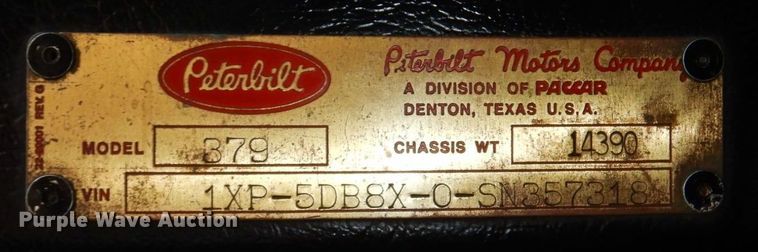 Peterbilt
Peterbilt Motors Company
A DIVISION OF PACCAR
DENTON, TEXAS U.S.A.
MODEL 379
CHASSIS WT 14390
VIN 1XP-5DB8X-0-SN357318
REV. G
Purple Wave Auction